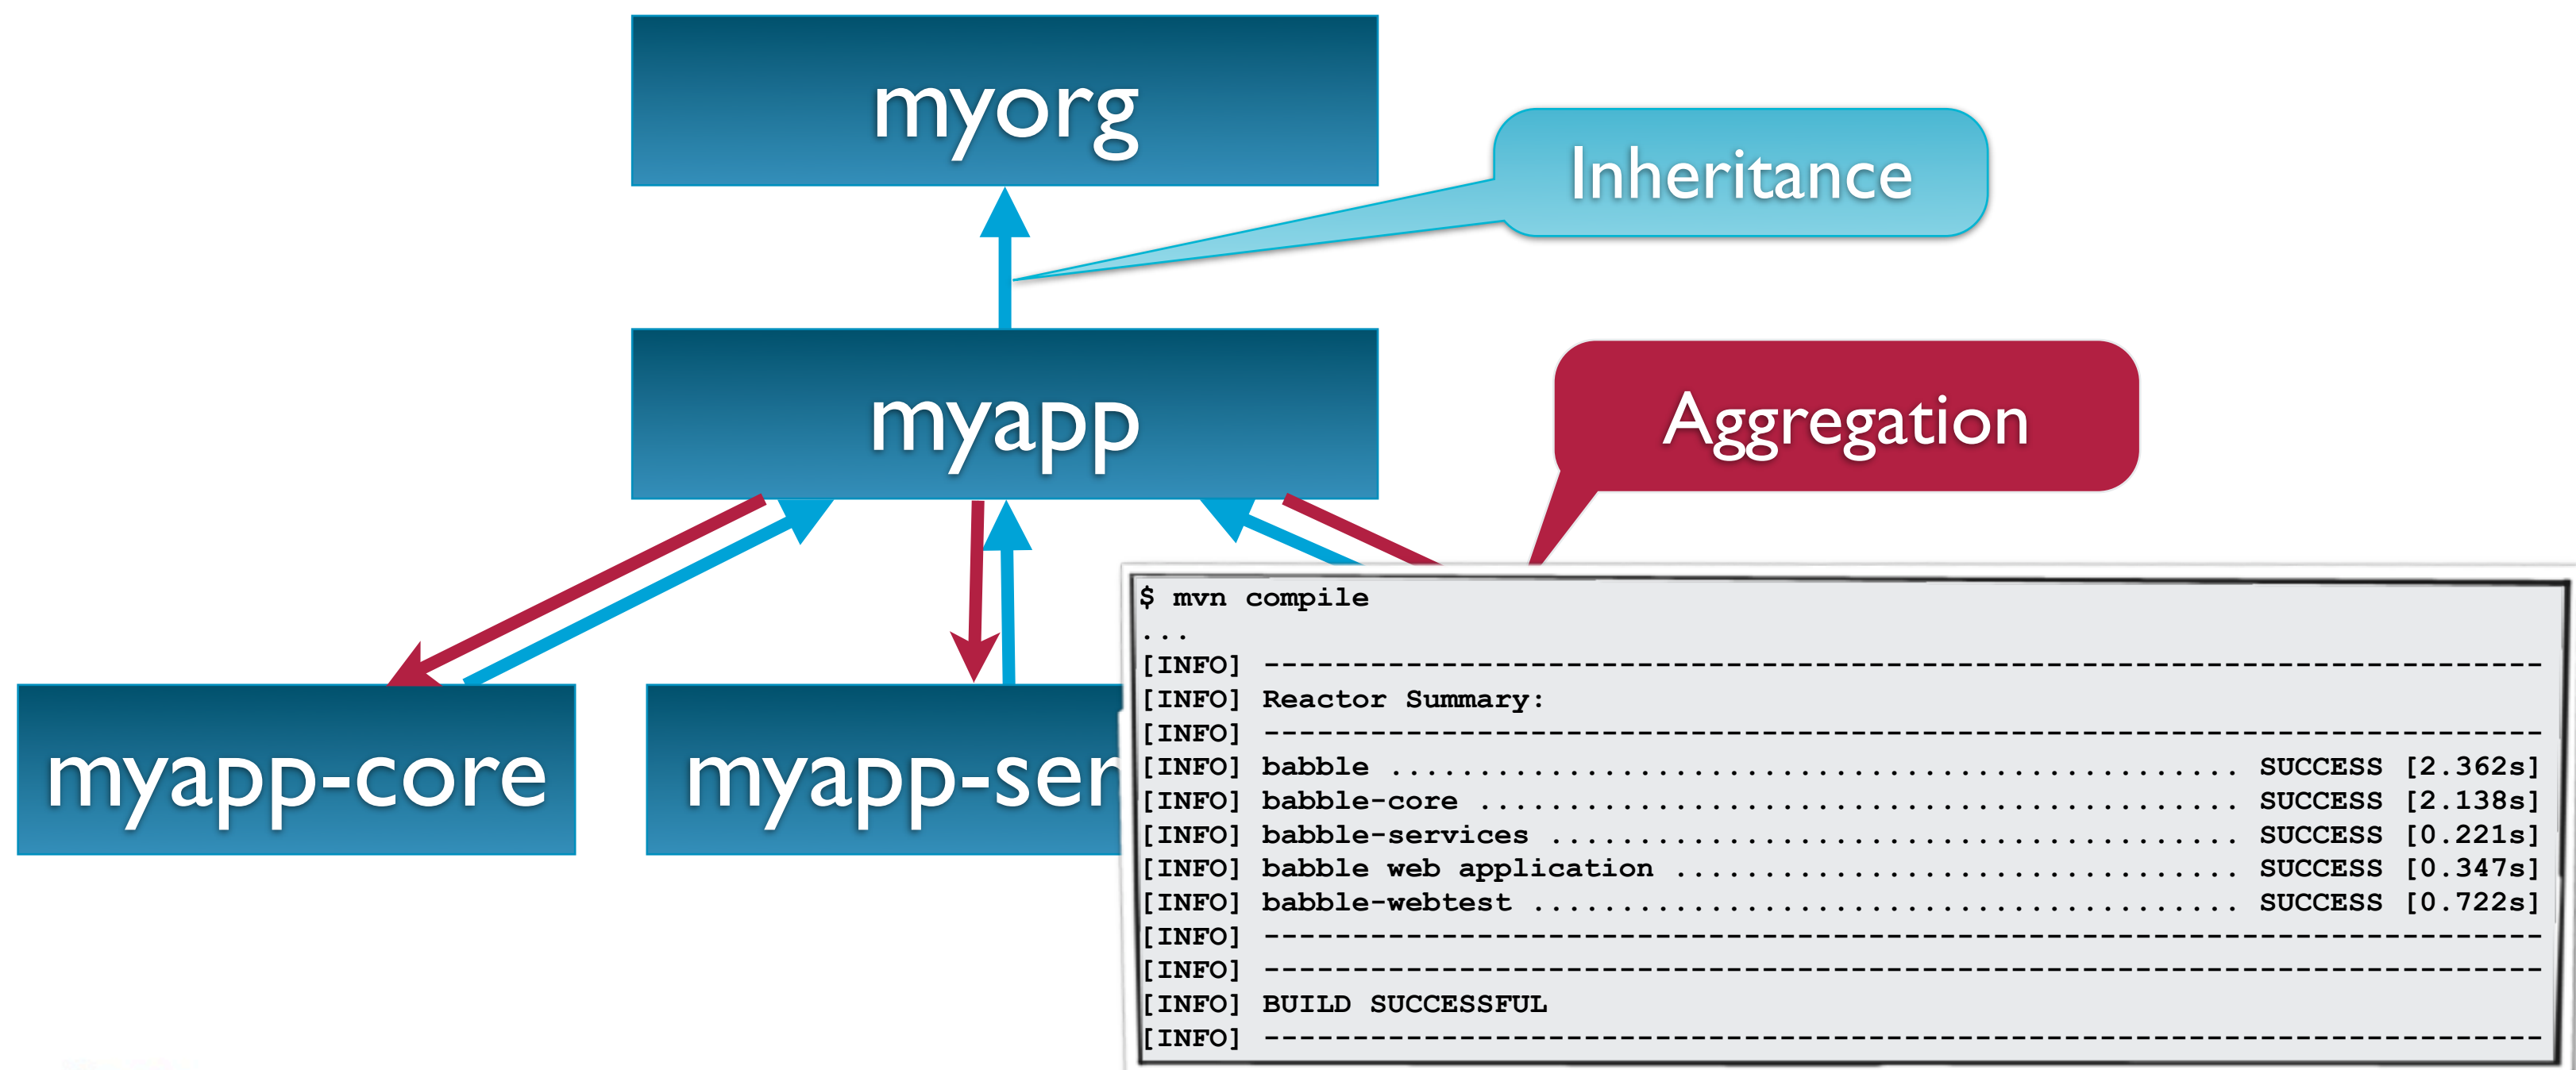 myorg
Inheritance
myapp
Aggregation
myapp-core
$ mvn compile
...
[INFO] ------------------------------------------------------------------------
[INFO] Reactor Summary:
[INFO] ------------------------------------------------------------------------
[INFO] babble ................................................ SUCCESS [2.362s]
[INFO] babble-core ........................................... SUCCESS [2.138s]
[INFO] babble-services ....................................... SUCCESS [0.221s]
[INFO] babble web application ................................ SUCCESS [0.347s]
[INFO] babble-webtest ........................................ SUCCESS [0.722s]
[INFO] ------------------------------------------------------------------------
[INFO] ------------------------------------------------------------------------
[INFO] BUILD SUCCESSFUL
[INFO] ------------------------------------------------------------------------